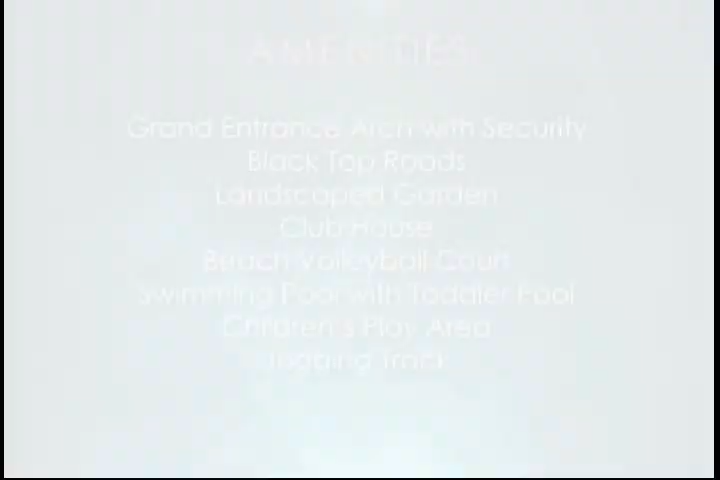 AMENITIES
Grand Entrance Arch with Security
Black Top Roads
Landscaped Garden
Club House
Beach Volleyball Court
Swimming Pool with Toddler Pool
Children's Play Area
Jogging Track